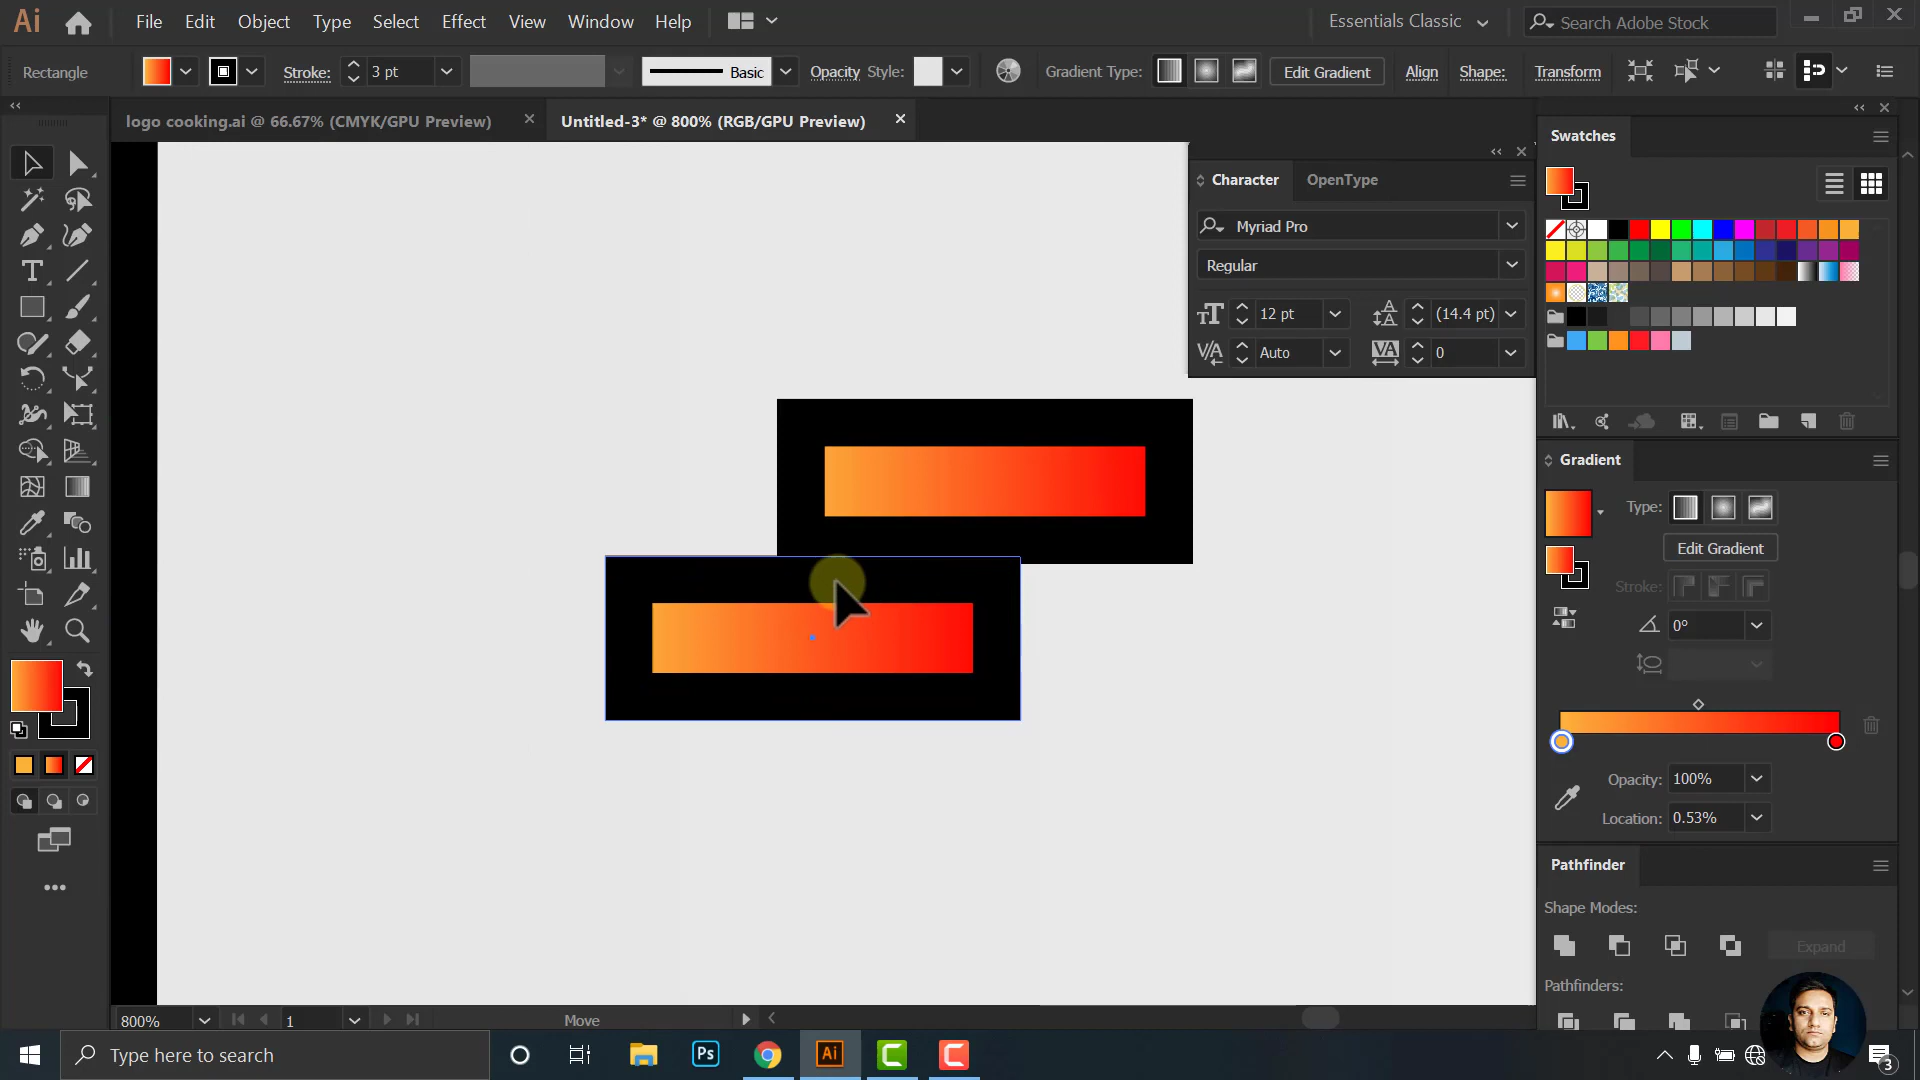 Ai File Edit Object Type Select Effect View Window Help Essentials Classic Search Adobe Stock
Rectangle Stroke: 3 pt Basic Opacity Style: Gradient Type: Edit Gradient Align Shape: Transform
logo cooking.ai @ 66.67% (CMYK/GPU Preview) Untitled-3* @ 800% (RGB/GPU Preview)
Swatches
Character OpenType
Myriad Pro
Regular
12 pt (14.4 pt)
Auto 0
Gradient
Type:
Edit Gradient
Stroke:
0°
Opacity: 100%
Location: 0.53%
Pathfinder
Shape Modes:
Expand
Pathfinders:
800% 1 Move
Type here to search Ps Ai C C 3